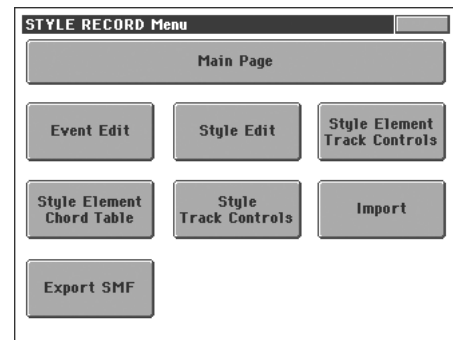 STYLE RECORD Menu
Main Page
Event Edit
Style Edit
Style Element
Track Controls
Style Element
Chord Table
Style
Track Controls
Import
Export SMF